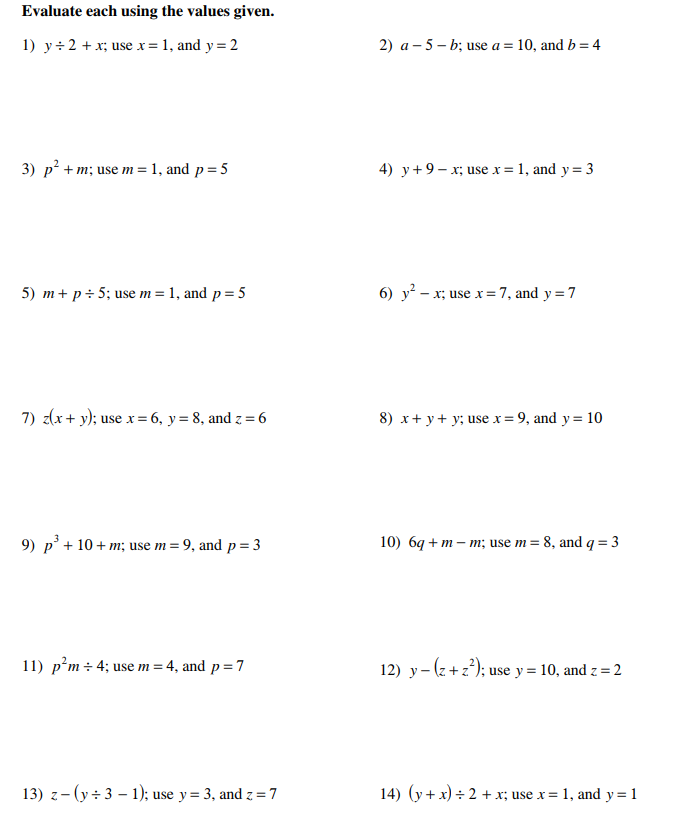 Evaluate each using the values given.
1) y ÷ 2 + x; use x = 1, and y = 2
2) a − 5 − b; use a = 10, and b = 4
3) p² + m; use m = 1, and p = 5
4) y + 9 − x; use x = 1, and y = 3
5) m + p ÷ 5; use m = 1, and p = 5
6) y² − x; use x = 7, and y = 7
7) z(x + y); use x = 6, y = 8, and z = 6
8) x + y + y; use x = 9, and y = 10
9) p³ + 10 + m; use m = 9, and p = 3
10) 6q + m − m; use m = 8, and q = 3
11) p²m ÷ 4; use m = 4, and p = 7
12) y − (z + z²); use y = 10, and z = 2
13) z − (y ÷ 3 − 1); use y = 3, and z = 7
14) (y + x) ÷ 2 + x; use x = 1, and y = 1